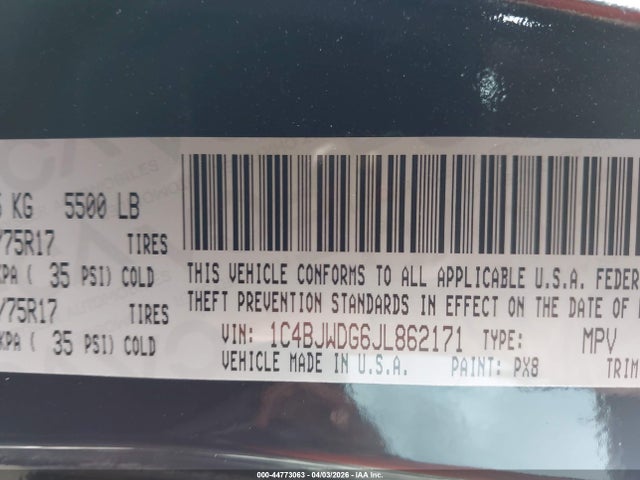 KG 5500 LB
/75R17 TIRES
KPA ( 35 PSI) COLD
/75R17 TIRES
KPA ( 35 PSI) COLD
THIS VEHICLE CONFORMS TO ALL APPLICABLE U.S.A. FEDER
THEFT PREVENTION STANDARDS IN EFFECT ON THE DATE OF
VIN: 1C4BJWDG6JL862171 TYPE: MPV
VEHICLE MADE IN U.S.A. PAINT: PX8 TRIM
000-44773063 - 04/03/2026 - IAA Inc.